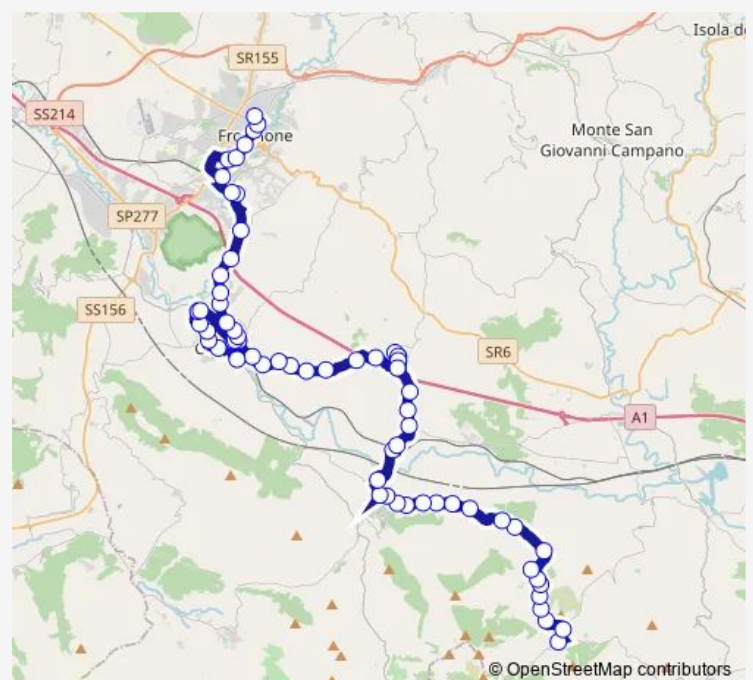 Isola d
SR155
SS214
Monte San
Giovanni Campano
SP277
SS156
SR6
A1
© OpenStreetMap contributors